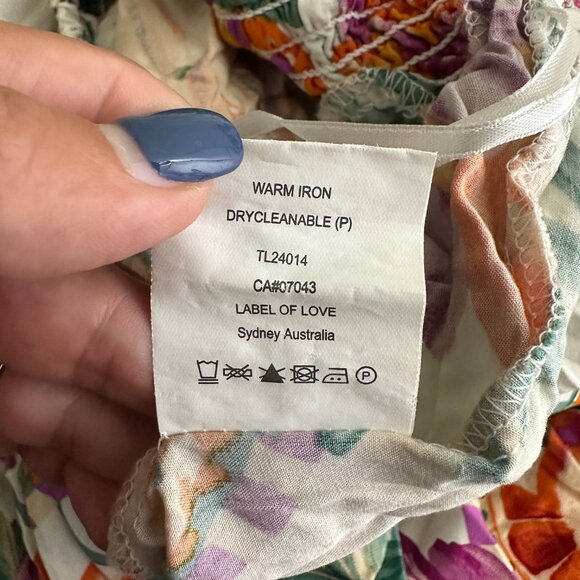 WARM IRON
DRYCLEANABLE (P)
TL24014
CA#07043
LABEL OF LOVE
Sydney Australia
P